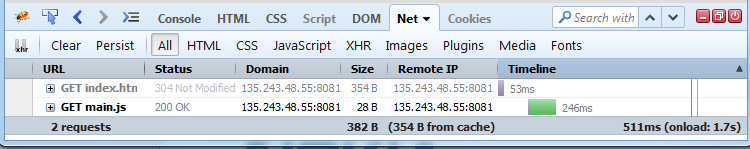 Console HTML CSS Script DOM Net Cookies Search with
xhr Clear Persist All HTML CSS JavaScript XHR Images Plugins Media Fonts
URL Status Domain Size Remote IP Timeline
GET index.htn 304 Not Modified 135.243.48.55:8081 354 B 135.243.48.55:8081 53ms
GET main.js 200 OK 135.243.48.55:8081 28 B 135.243.48.55:8081 246ms
2 requests 382 B (354 B from cache) 511ms (onload: 1.7s)